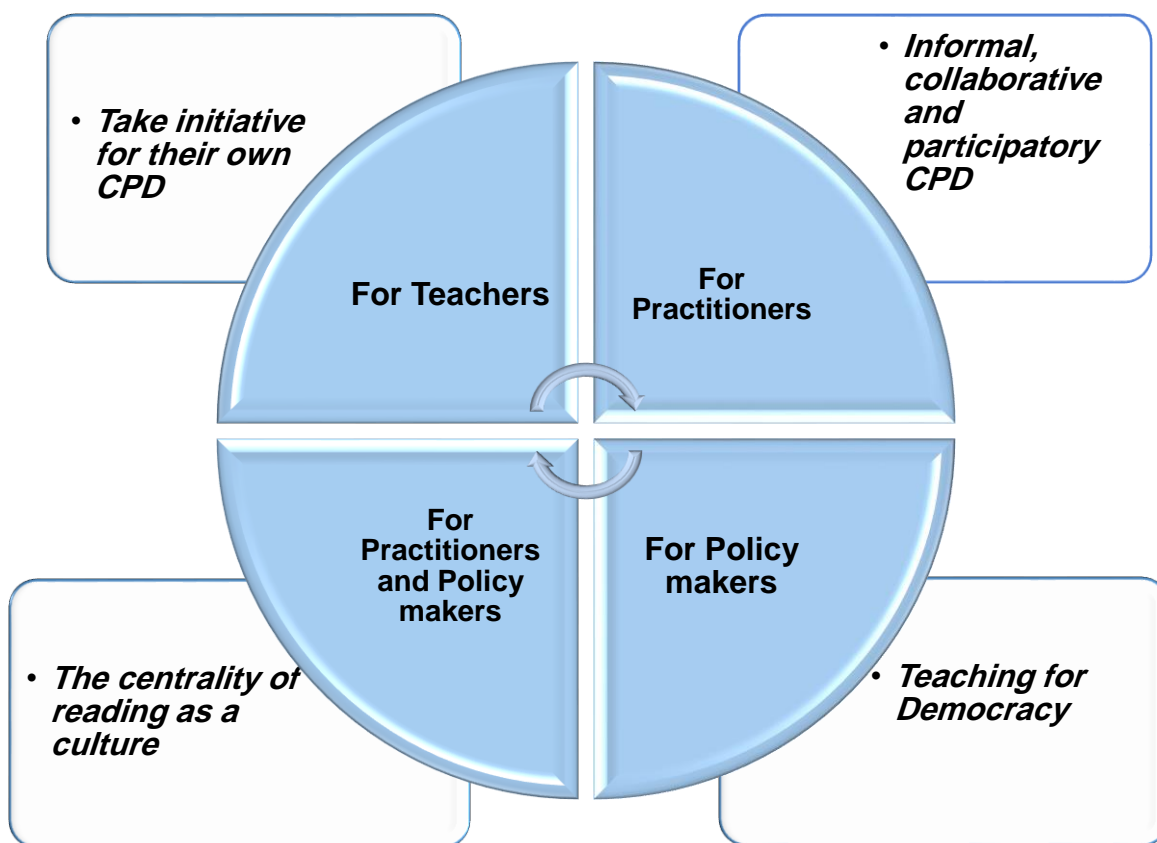 • Take initiative
for their own
CPD
• Informal,
collaborative
and
participatory
CPD
For Teachers
For
Practitioners
For
Practitioners
and Policy
makers
For Policy
makers
• The centrality of
reading as a
culture
• Teaching for
Democracy